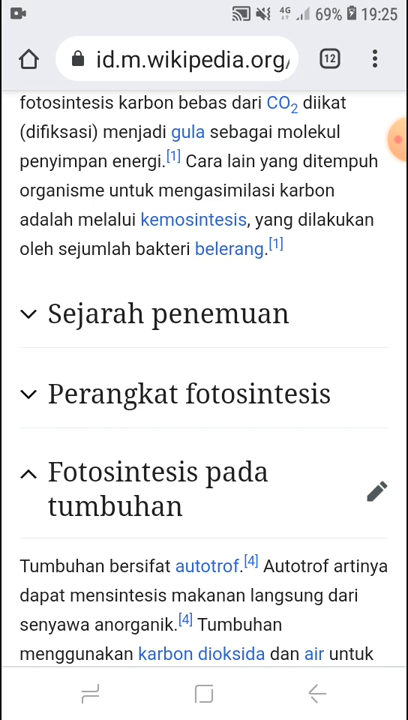 4G 69% 19:25
id.m.wikipedia.org/
12
fotosintesis karbon bebas dari CO₂ diikat
(difiksasi) menjadi gula sebagai molekul
penyimpan energi.[1] Cara lain yang ditempuh
organisme untuk mengasimilasi karbon
adalah melalui kemosintesis, yang dilakukan
oleh sejumlah bakteri belerang.[1]
Sejarah penemuan
Perangkat fotosintesis
Fotosintesis pada
tumbuhan
Tumbuhan bersifat autotrof.[4] Autotrof artinya
dapat mensintesis makanan langsung dari
senyawa anorganik.[4] Tumbuhan
menggunakan karbon dioksida dan air untuk